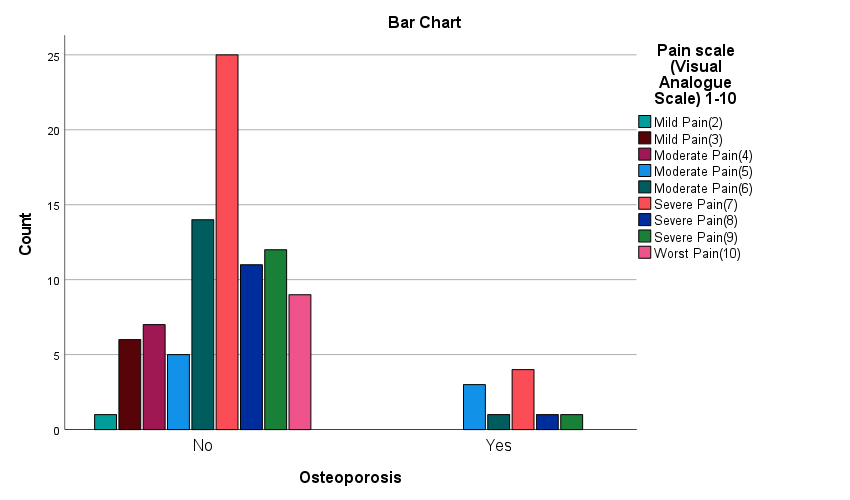 Bar Chart
Pain scale
(Visual
Analogue
Scale) 1-10
Mild Pain(2)
Mild Pain(3)
Moderate Pain(4)
Moderate Pain(5)
Moderate Pain(6)
Severe Pain(7)
Severe Pain(8)
Severe Pain(9)
Worst Pain(10)
Count
25
20
15
10
5
0
No
Yes
Osteoporosis